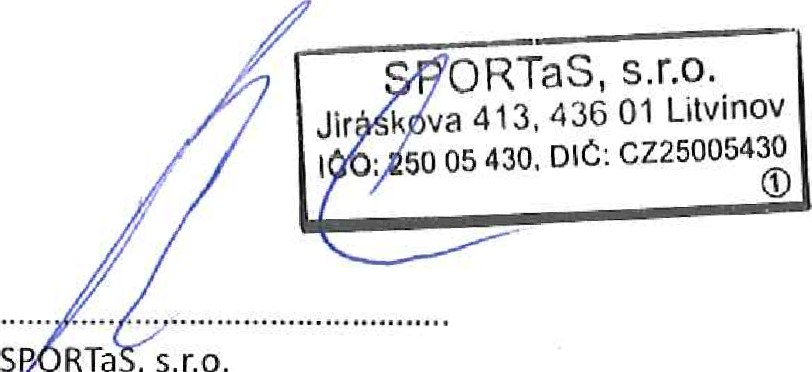 SPORTaS, s.r.o.
Jiráskova 413, 436 01 Litvínov
IČO: 250 05 430, DIČ: CZ25005430
①
SPORTaS, s.r.o.